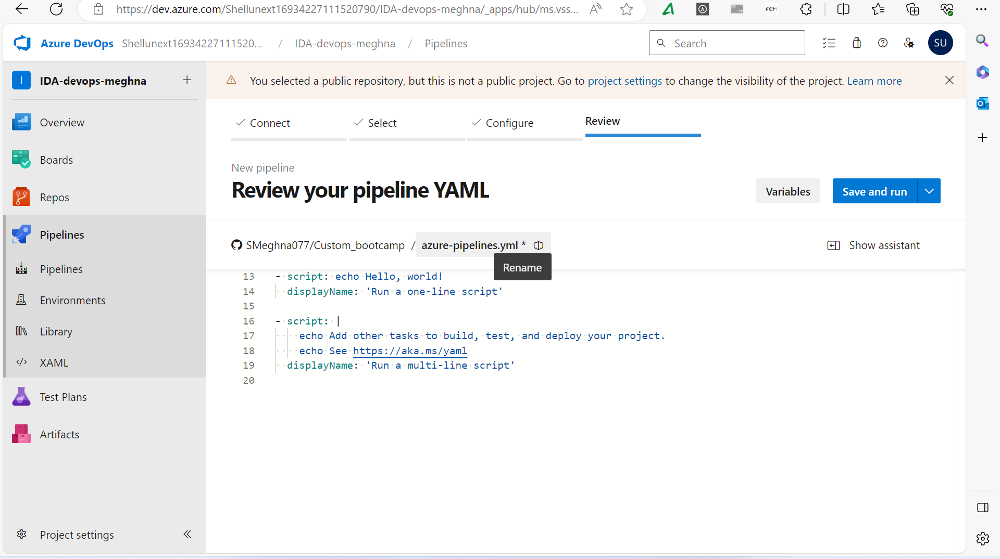 https://dev.azure.com/Shellunext16934227111520790/IDA-devops-meghna/_apps/hub/ms.vss...
FCM
Azure DevOps Shellunext169342271111520... / IDA-devops-meghna / Pipelines
Search
SU
I IDA-devops-meghna
Overview
Boards
Repos
Pipelines
Pipelines
Environments
Library
XAML
Test Plans
Artifacts
Project settings
You selected a public repository, but this is not a public project. Go to project settings to change the visibility of the project. Learn more
Connect Select Configure Review
New pipeline
Review your pipeline YAML
Variables Save and run
SMeghna077/Custom_bootcamp / azure-pipelines.yml *
Show assistant
Rename
13 - script: echo Hello, world!
14 displayName: 'Run a one-line script'
15
16 - script: |
17 echo Add other tasks to build, test, and deploy your project.
18 echo See https://aka.ms/yaml
19 displayName: 'Run a multi-line script'
20